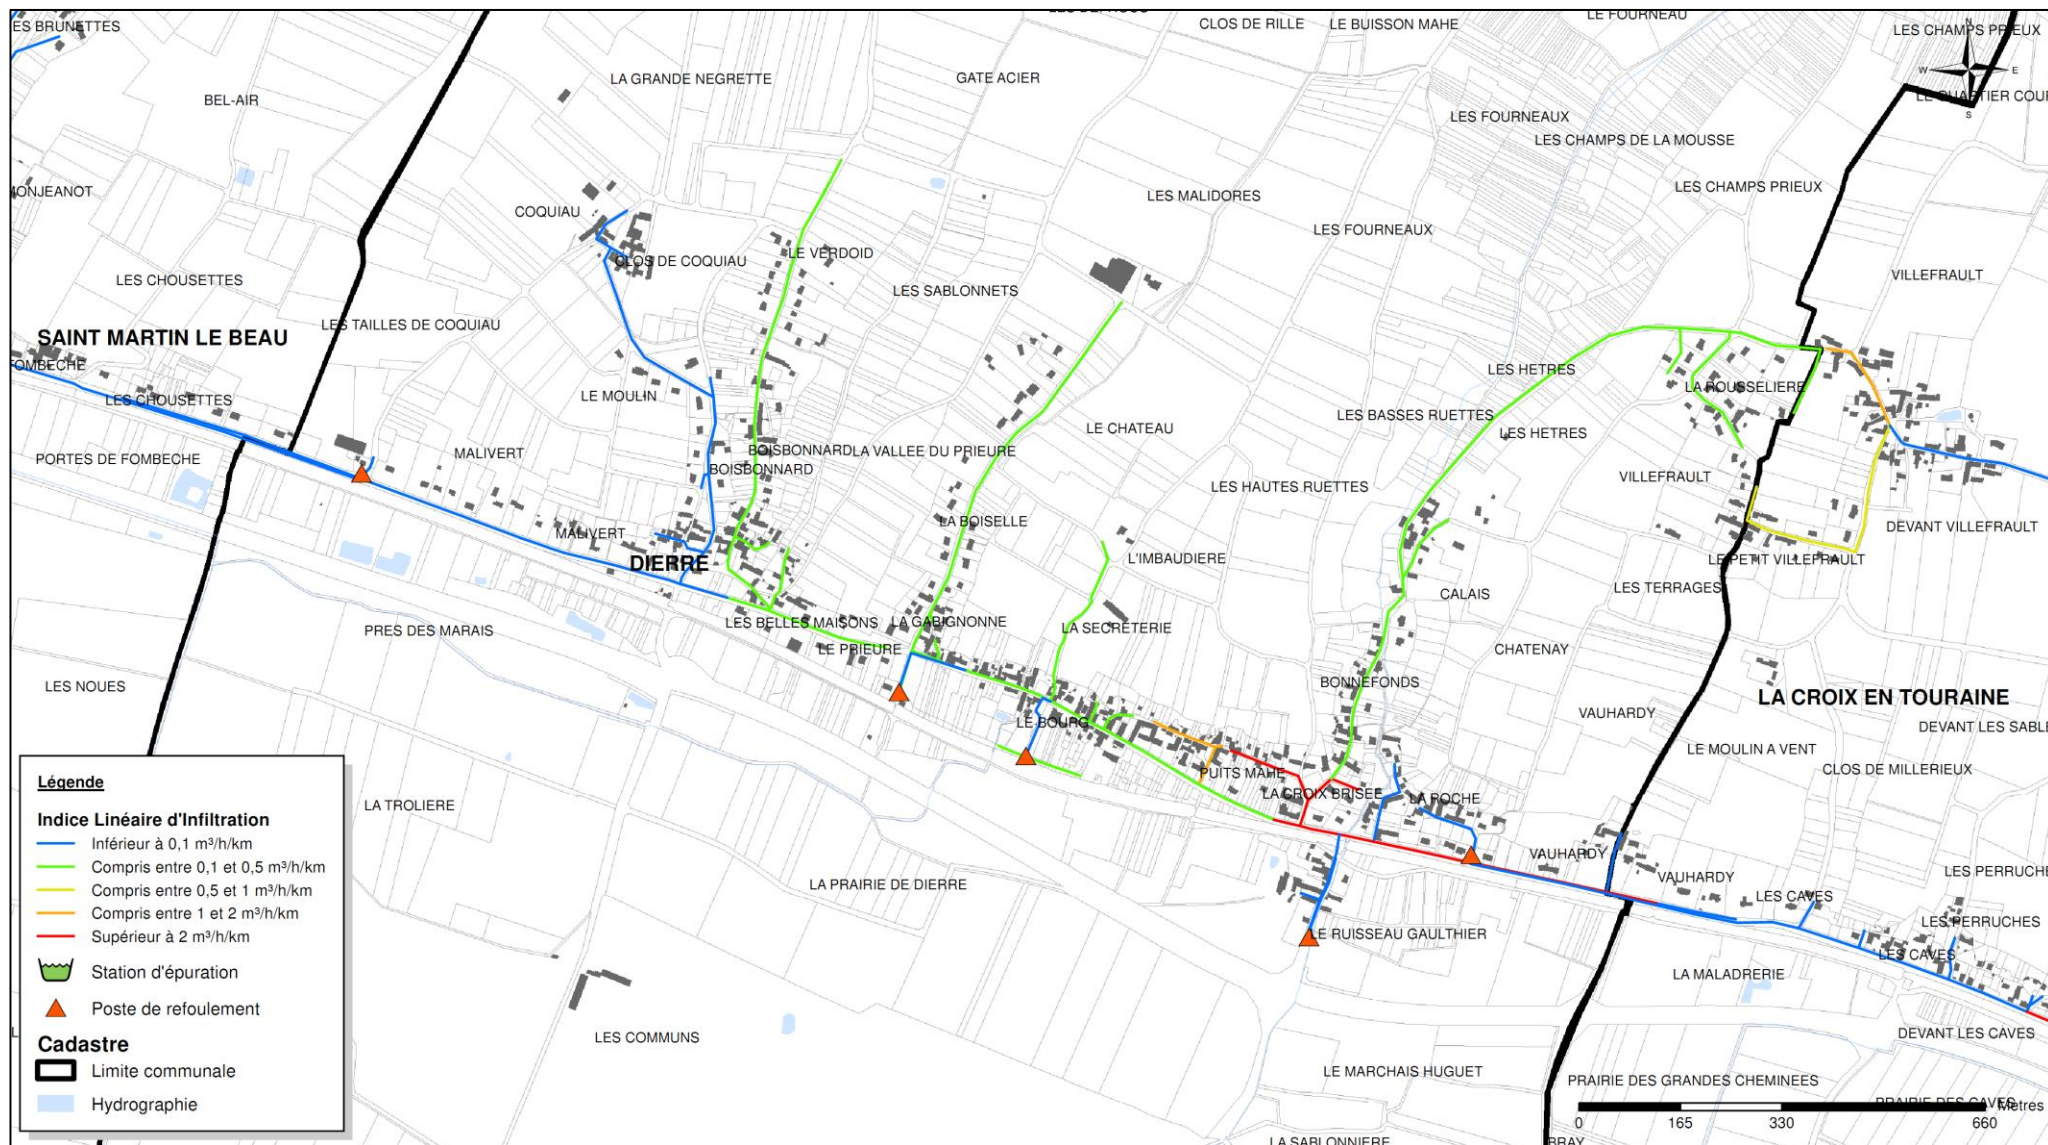 CLOS DE RILLE
LE BUISSON MAHE
LE FOURNEAU
ES BRUNETTES
LES CHAMPS PRIEUX
N
W
E
S
LA GRANDE NEGRETTE
GATE ACIER
BEL-AIR
LES FOURNEAUX
LES CHAMPS DE LA MOUSSE
MONJEANOT
LES MALIDORES
LES CHAMPS PRIEUX
COQUIAU
LES FOURNEAUX
LE VERDOID
CLOS DE COQUIAU
LES CHOUSETTES
LES SABLONNETS
VILLEFRAULT
LES TAILLES DE COQUIAU
SAINT MARTIN LE BEAU
FOMBECHE
LES HETRES
LA ROUSSELIERE
LES CHOUSETTES
LE MOULIN
LES BASSES RUETTES
LE CHATEAU
LES HETRES
PORTES DE FOMBECHE
MALIVERT
BOISBONNARD
LA VALLEE DU PRIEURE
BOISBONNARD
VILLEFRAULT
LES HAUTES RUETTES
LA BOISELLE
DEVANT VILLEFRAULT
MALIVERT
DIERRE
L'IMBAUDIERE
LE PETIT VILLEFRAULT
LES TERRAGES
CALAIS
PRES DES MARAIS
LES BELLES MAISONS
LA GABIGNONNE
LA SECRETERIE
LE PRIEURE
CHATENAY
LES NOUES
BONNEFONDS
LA CROIX EN TOURAINE
VAUHARDY
LE BOURG
DEVANT LES SABLE
LE MOULIN A VENT
PUITS MAHE
CLOS DE MILLERIEUX
LA CROIX BRISEE
LA ROCHE
LA TROLIERE
VAUHARDY
LA PRAIRIE DE DIERRE
VAUHARDY
LES PERRUCHE
LES CAVES
LES PERRUCHES
LE RUISSEAU GAULTHIER
LES CAVES
LA MALADRERIE
DEVANT LES CAVES
LES COMMUNS
LE MARCHAIS HUGUET
PRAIRIE DES GRANDES CHEMINEES
PRAIRIE DES CAVES
LA SABLONNIERE
BRAY
Mètres
0
165
330
660
Légende
Indice Linéaire d'Infiltration
Inférieur à 0,1 m³/h/km
Compris entre 0,1 et 0,5 m³/h/km
Compris entre 0,5 et 1 m³/h/km
Compris entre 1 et 2 m³/h/km
Supérieur à 2 m³/h/km
Station d'épuration
Poste de refoulement
Cadastre
Limite communale
Hydrographie